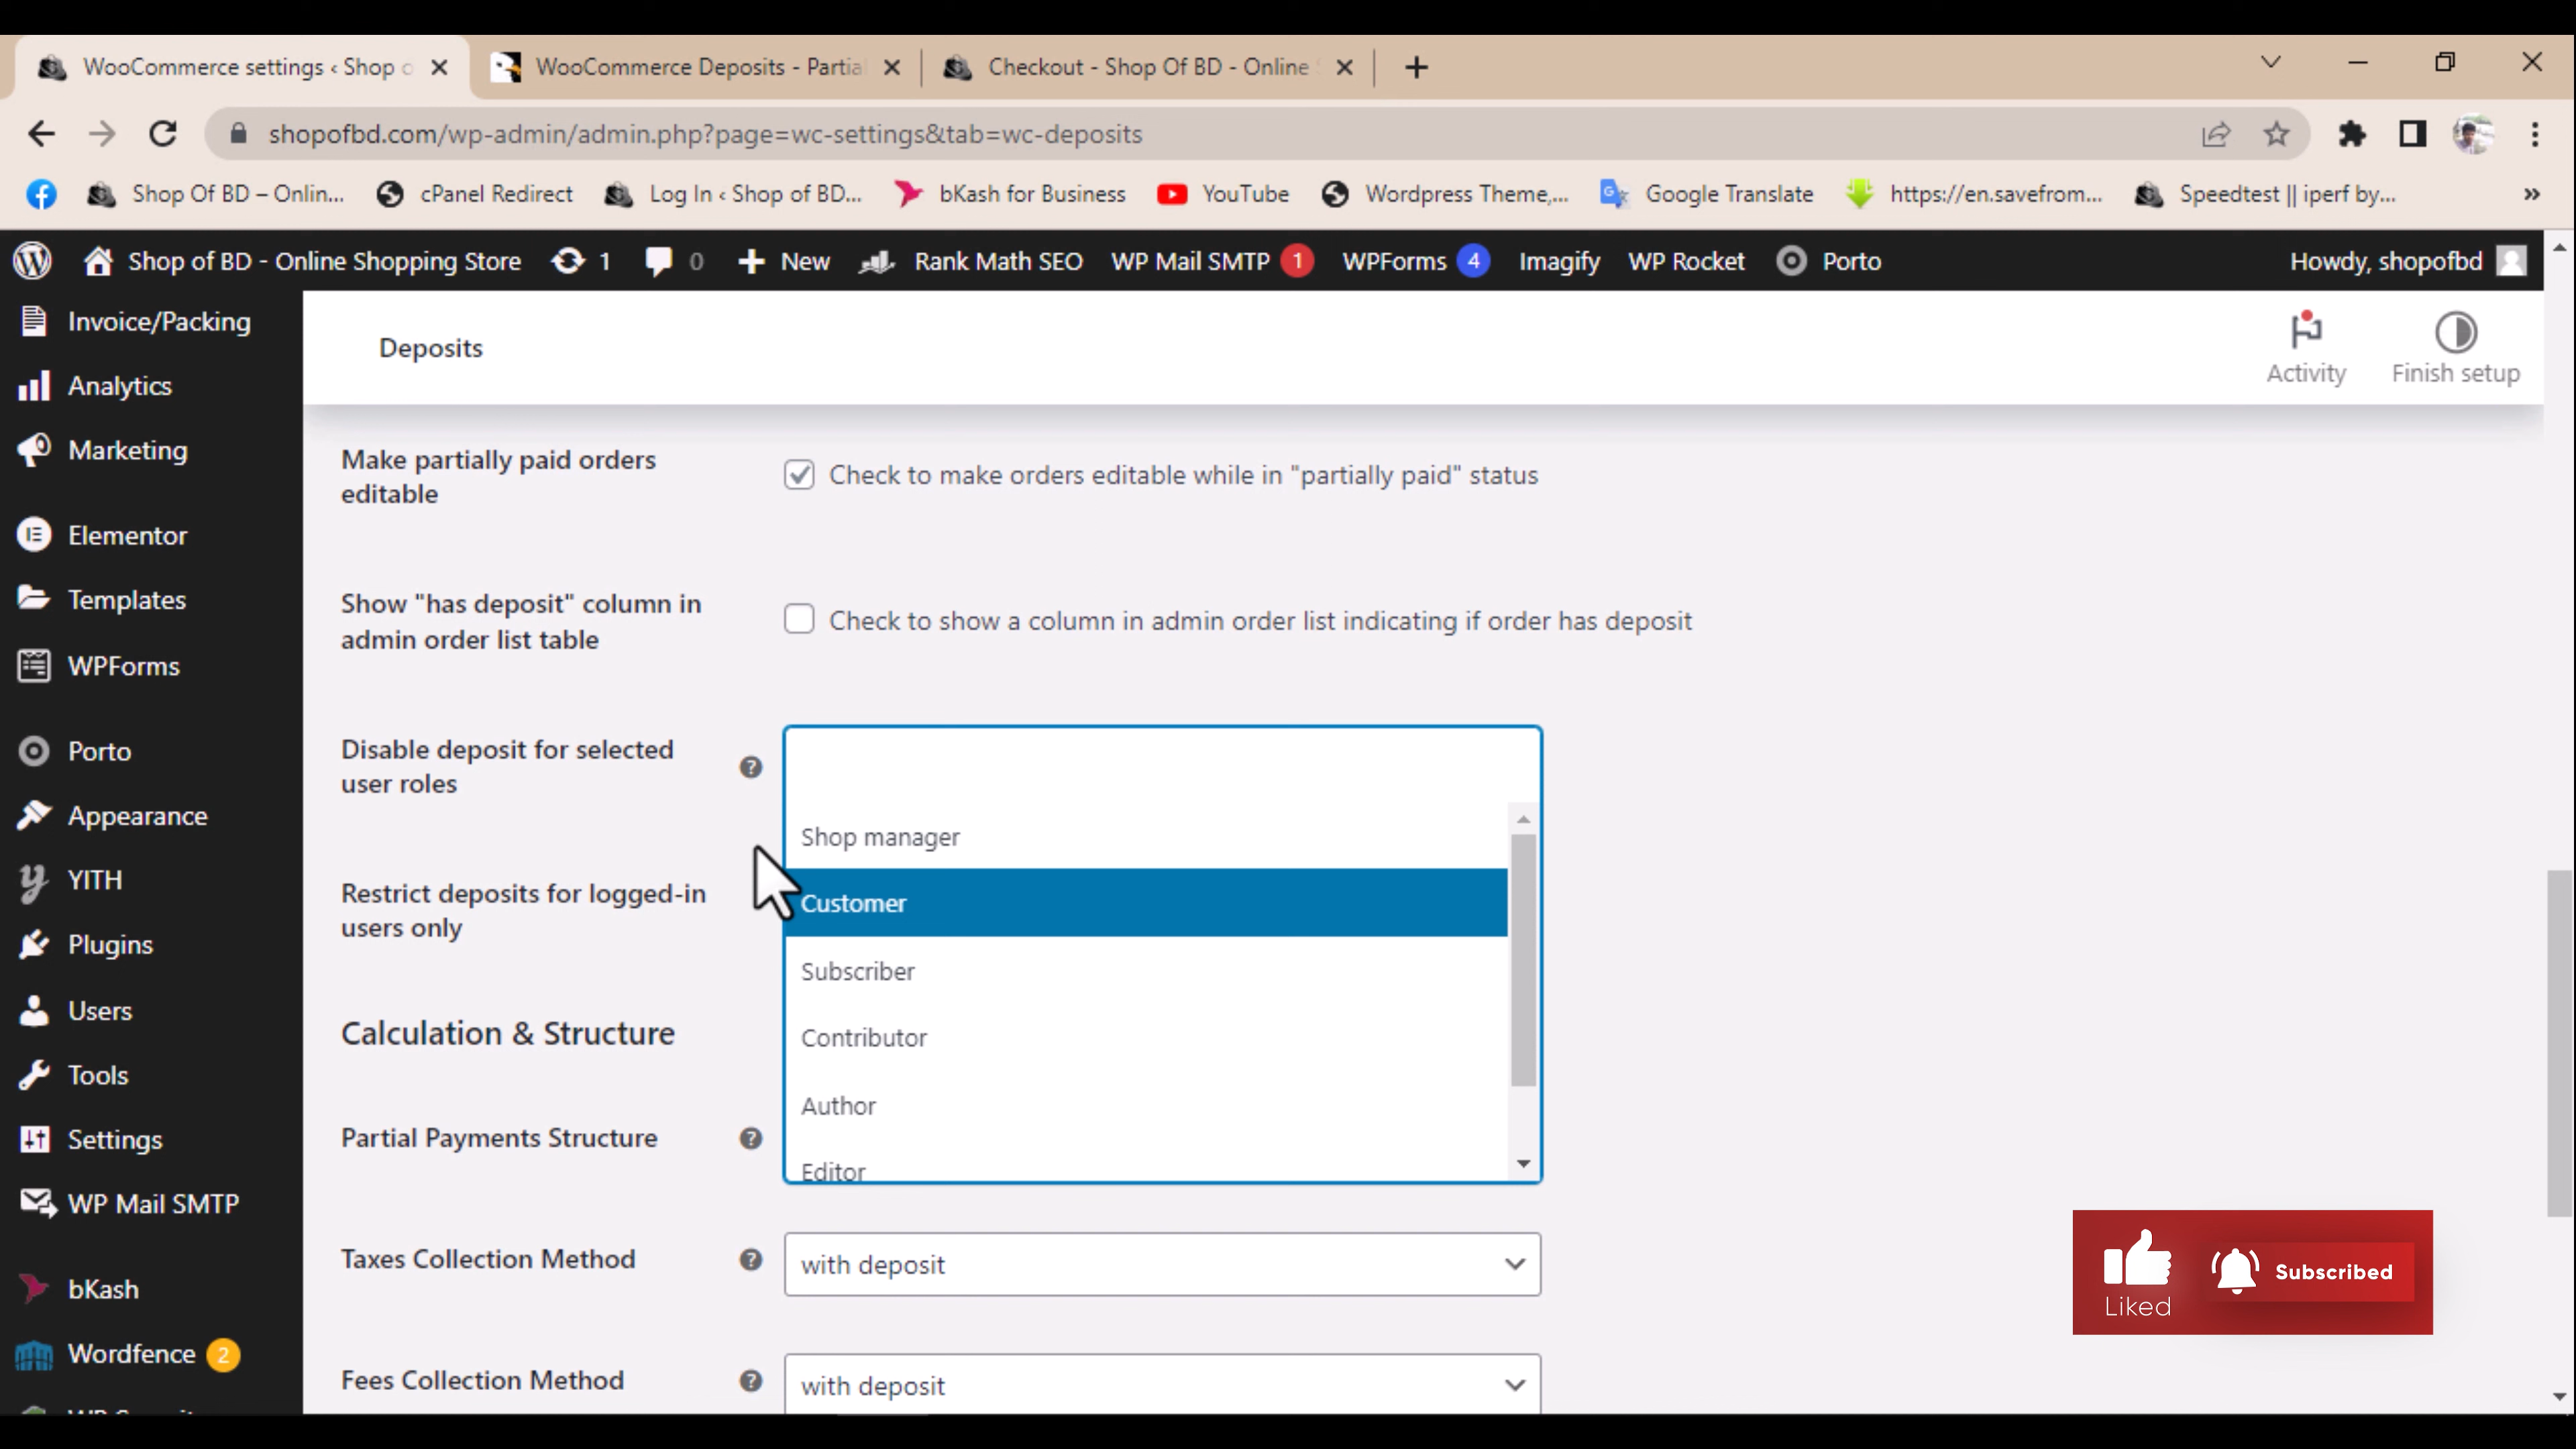 WooCommerce settings ‹ Shop o
WooCommerce Deposits - Partia
Checkout - Shop Of BD - Online
shopofbd.com/wp-admin/admin.php?page=wc-settings&tab=wc-deposits
Shop Of BD – Onlin...
cPanel Redirect
Log In ‹ Shop of BD...
bKash for Business
YouTube
Wordpress Theme,...
Google Translate
https://en.savefrom...
Speedtest || iperf by...
Shop of BD - Online Shopping Store
1
0
New
Rank Math SEO
WP Mail SMTP 1
WPForms 4
Imagify
WP Rocket
Porto
Howdy, shopofbd
Invoice/Packing
Analytics
Marketing
Elementor
Templates
WPForms
Porto
Appearance
YITH
Plugins
Users
Tools
Settings
WP Mail SMTP
bKash
Wordfence 2
Deposits
Activity
Finish setup
Make partially paid orders
editable
Check to make orders editable while in "partially paid" status
Show "has deposit" column in
admin order list table
Check to show a column in admin order list indicating if order has deposit
Disable deposit for selected
user roles
Shop manager
Customer
Subscriber
Contributor
Author
Editor
Restrict deposits for logged-in
users only
Calculation & Structure
Partial Payments Structure
Taxes Collection Method
with deposit
Fees Collection Method
with deposit
Liked
Subscribed